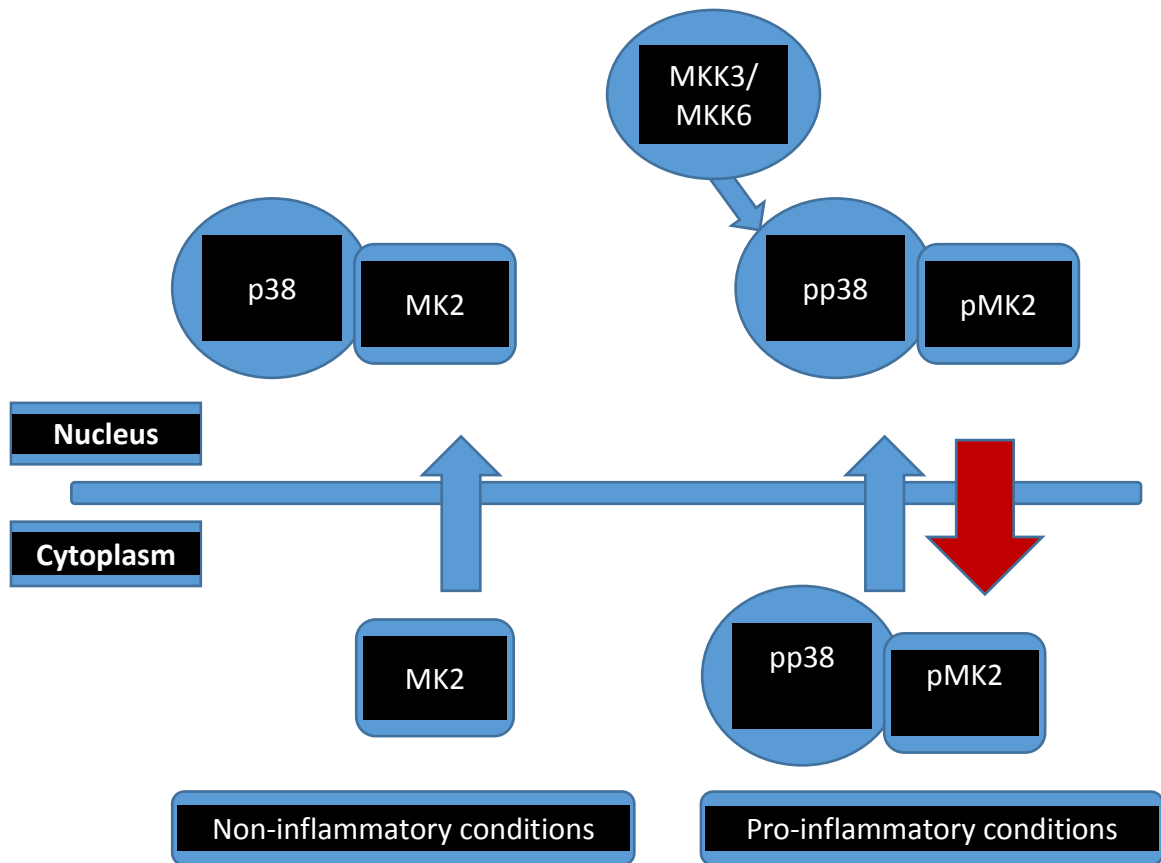 MKK3/
MKK6
p38
MK2
pp38
pMK2
Nucleus
Cytoplasm
MK2
pp38
pMK2
Non-inflammatory conditions
Pro-inflammatory conditions